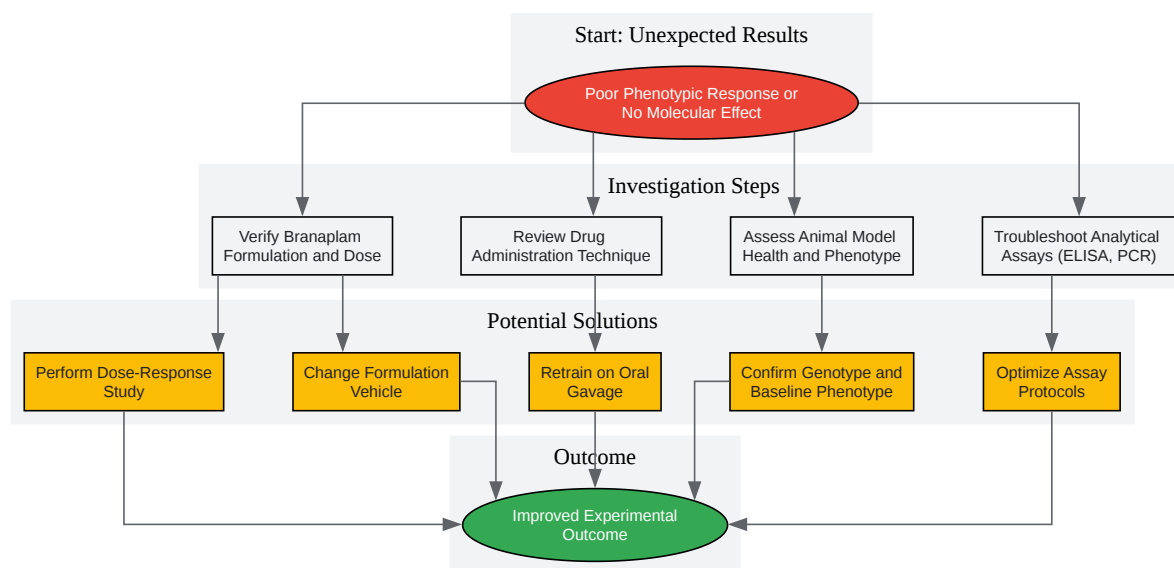 Start: Unexpected Results
Poor Phenotypic Response or
No Molecular Effect
Investigation Steps
Verify Branaplam
Formulation and Dose
Review Drug
Administration Technique
Assess Animal Model
Health and Phenotype
Troubleshoot Analytical
Assays (ELISA, PCR)
Potential Solutions
Perform Dose-Response
Study
Change Formulation
Vehicle
Retrain on Oral
Gavage
Confirm Genotype and
Baseline Phenotype
Optimize Assay
Protocols
Outcome
Improved Experimental
Outcome